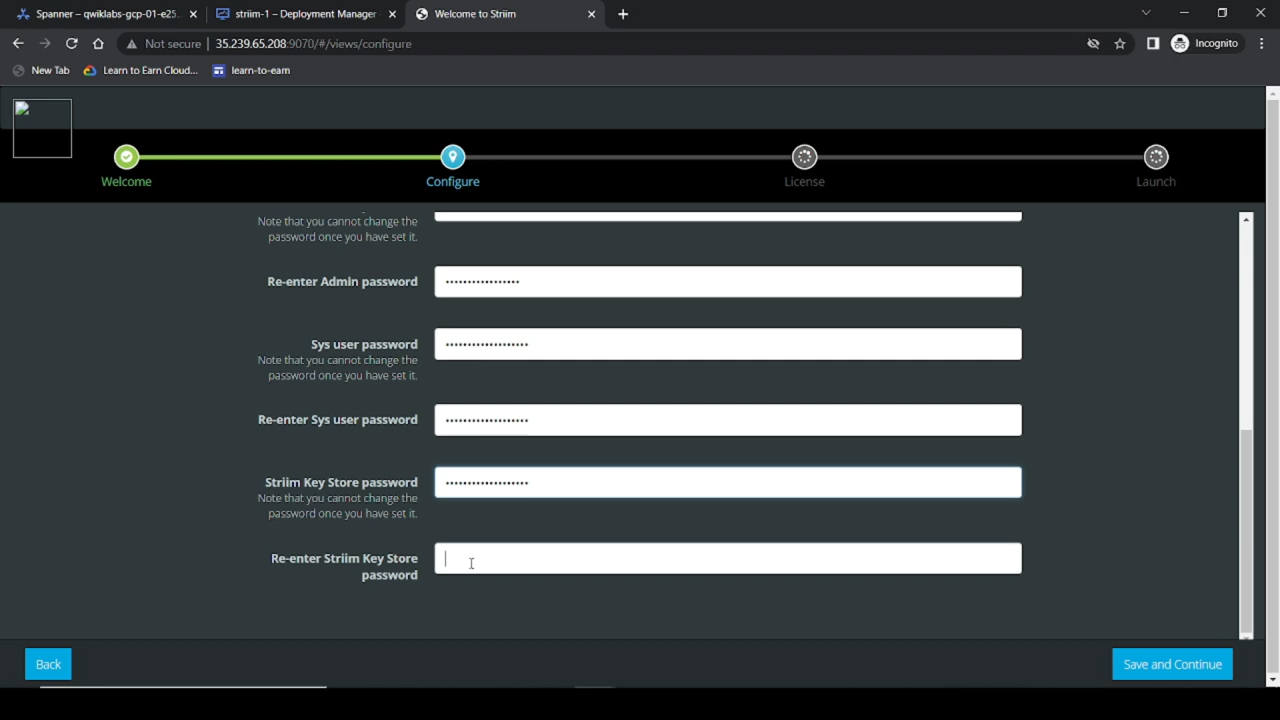 Spanner – qwiklabs-gcp-01-e25...
striim-1 – Deployment Manager
Welcome to Striim
Not secure
35.239.65.208:9070/#/views/configure
Incognito
New Tab
Learn to Earn Cloud...
learn-to-earn
Welcome
Configure
License
Launch
Note that you cannot change the
password once you have set it.
Re-enter Admin password
Sys user password
Note that you cannot change the
password once you have set it.
Re-enter Sys user password
Striim Key Store password
Note that you cannot change the
password once you have set it.
Re-enter Striim Key Store
password
Back
Save and Continue